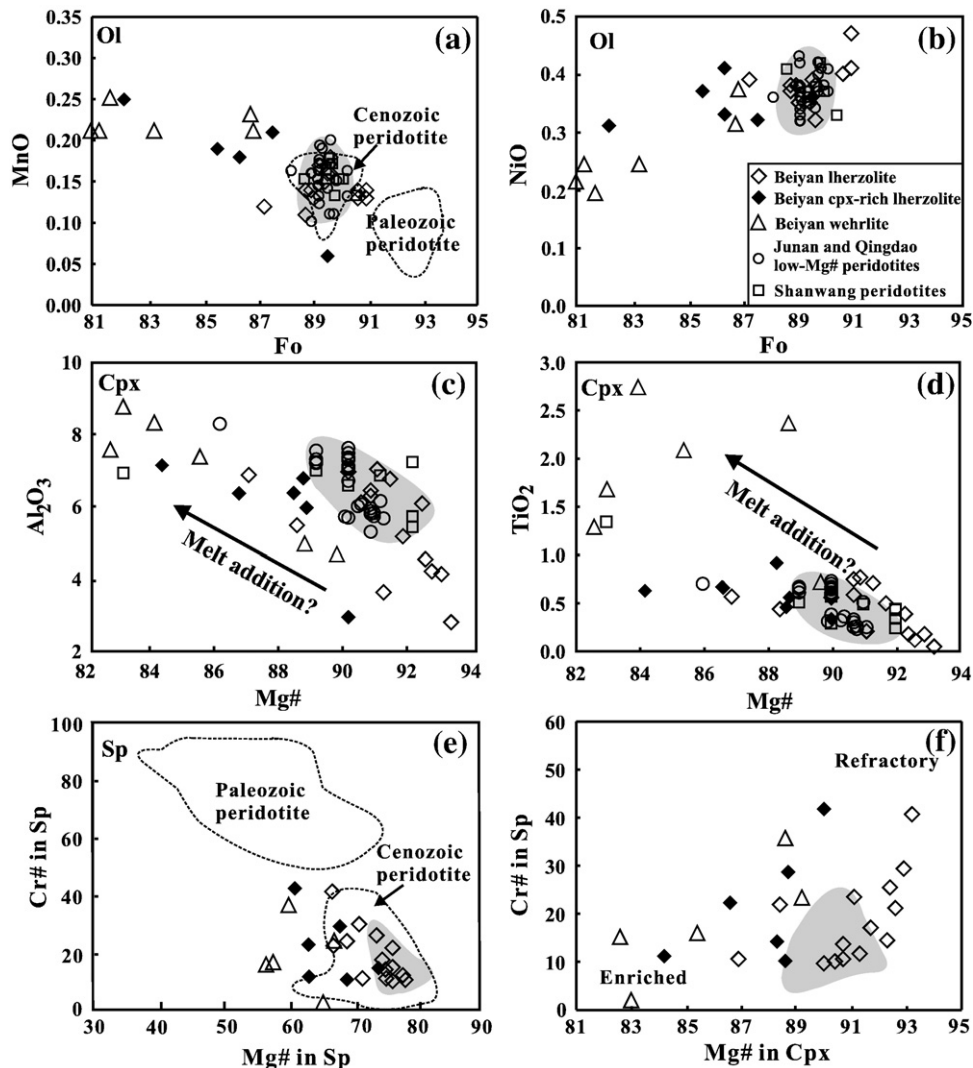 0.35
0.30
0.25
0.20
0.15
0.10
0.05
0.00
MnO
Ol
(a)
Cenozoic
peridotite
Paleozoic
peridotite
81 83 85 87 89 91 93 95
Fo
0.5
0.4
0.3
0.2
0.1
0.0
NiO
Ol
(b)
Beiyan lherzolite
Beiyan cpx-rich lherzolite
Beiyan wehrlite
Junan and Qingdao
low-Mg# peridotites
Shanwang peridotites
81 83 85 87 89 91 93 95
Fo
10
8
6
4
2
Al2O3
Cpx
(c)
Melt addition?
82 84 86 88 90 92 94
Mg#
3.0
2.5
2.0
1.5
1.0
0.5
0.0
TiO2
Cpx
(d)
Melt addition?
82 84 86 88 90 92 94
Mg#
100
80
60
40
20
0
Cr# in Sp
Sp
(e)
Paleozoic
peridotite
Cenozoic
peridotite
30 40 50 60 70 80 90
Mg# in Sp
60
50
40
30
20
10
0
Cr# in Sp
(f)
Refractory
Enriched
81 83 85 87 89 91 93 95
Mg# in Cpx